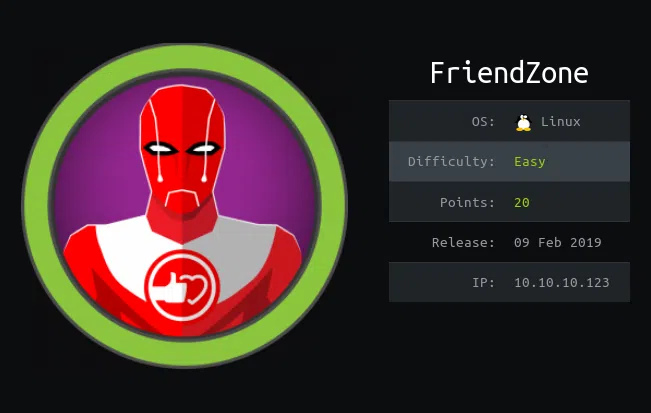 FriendZone
OS: Linux
Difficulty: Easy
Points: 20
Release: 09 Feb 2019
IP: 10.10.10.123